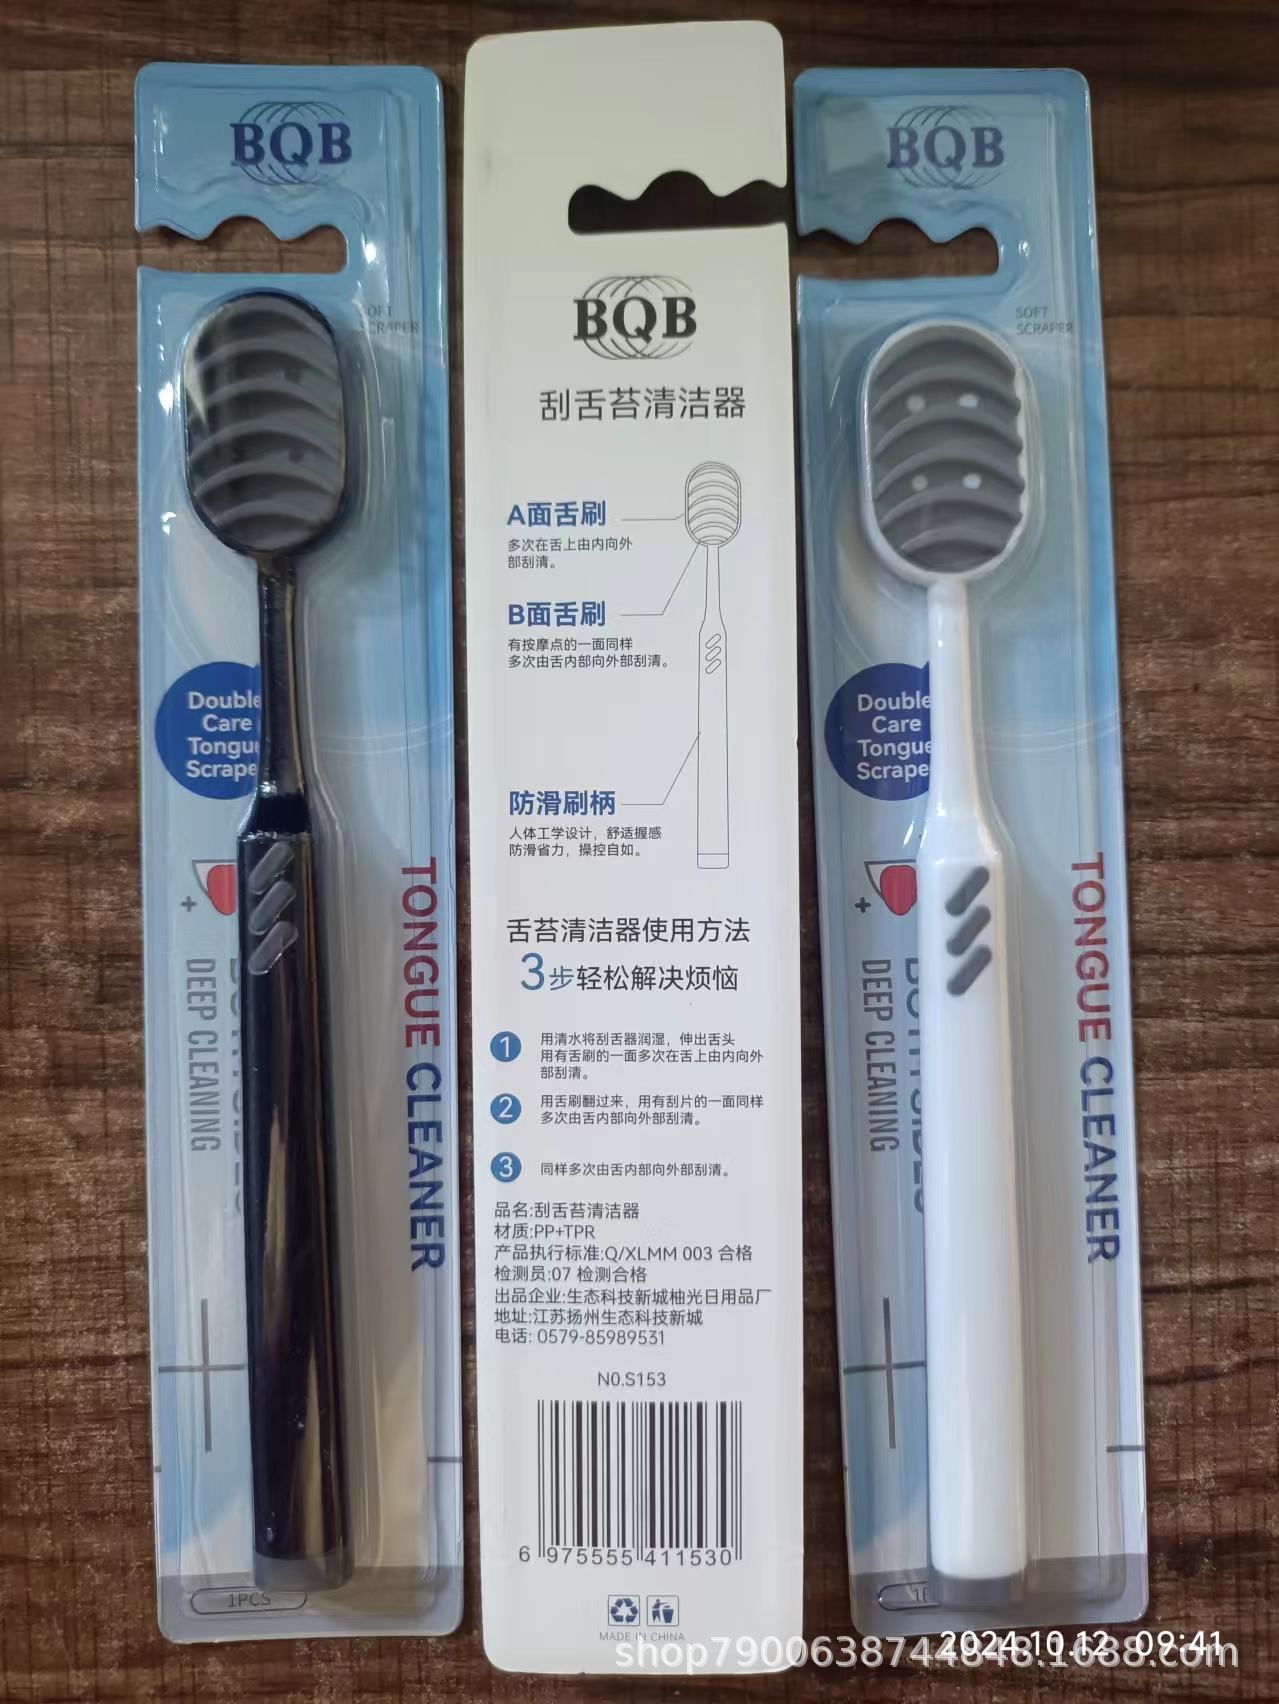 BQB
SOFT
SCRAPER
Double
Care
Tongue
Scrape
+
DEEP CLEANING
TONGUE CLEANER
1PCS
BQB
刮舌苔清洁器
A面舌刷
多次在舌上由内向外
部刮清。
B面舌刷
有按摩点的一面同样
多次由舌内部向外部刮清。
防滑刷柄
人体工学设计，舒适握感
防滑省力，操控自如。
舌苔清洁器使用方法
3步轻松解决烦恼
1 用清水将刮舌器润湿，伸出舌头
用有舌刷的一面多次在舌上由内向外
部刮清。
2 用舌刷翻过来，用有刮片的一面同样
多次由舌内部向外部刮清。
3 同样多次由舌内部向外部刮清。
品名:刮舌苔清洁器
材质:PP+TPR
产品执行标准:Q/XLMM 003 合格
检测员:07 检测合格
出品企业:生态科技新城柚光日用品厂
地址:江苏扬州生态科技新城
电话: 0579-85989531
N0.S153
6 975555 411530
MADE IN CHINA
BQB
SOFT
SCRAPER
Double
Care
Tongue
Scrape
+
DEEP CLEANING
TONGUE CLEANER
2024.10.12 09:41
shop7900638744848.1688.com